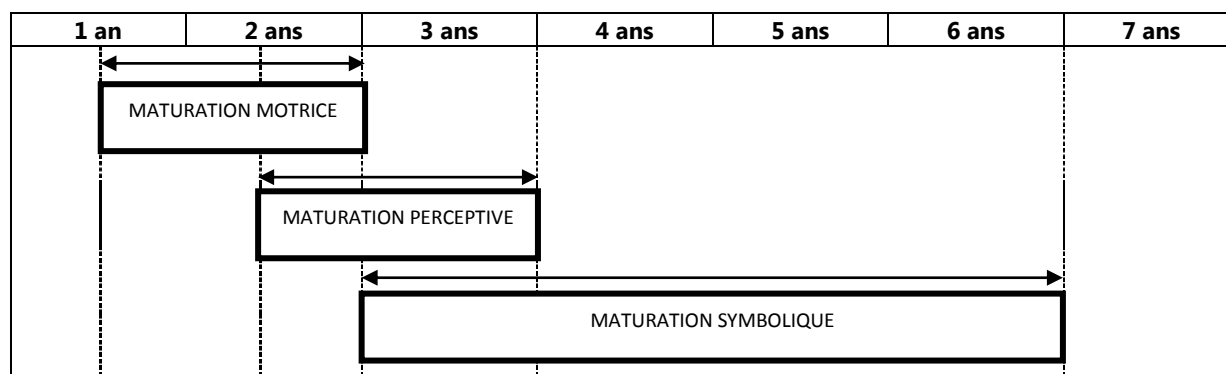 1 an 2 ans 3 ans 4 ans 5 ans 6 ans 7 ans
MATURATION MOTRICE
MATURATION PERCEPTIVE
MATURATION SYMBOLIQUE